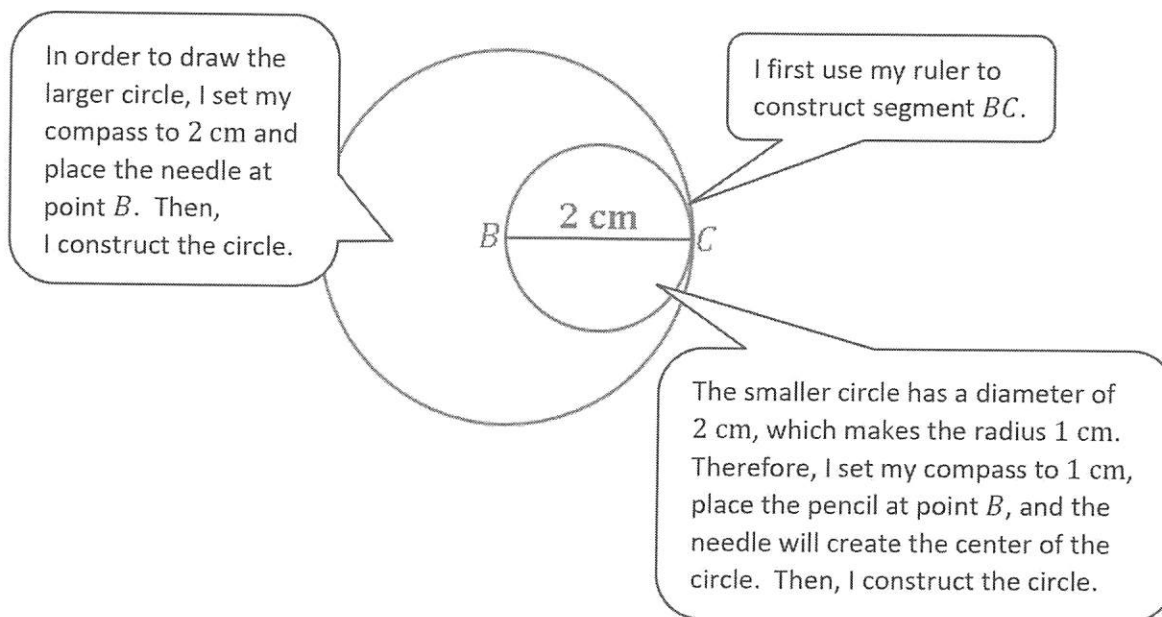 In order to draw the
larger circle, I set my
compass to 2 cm and
place the needle at
point B. Then,
I construct the circle.
I first use my ruler to
construct segment BC.
2 cm
B
C
The smaller circle has a diameter of
2 cm, which makes the radius 1 cm.
Therefore, I set my compass to 1 cm,
place the pencil at point B, and the
needle will create the center of the
circle. Then, I construct the circle.